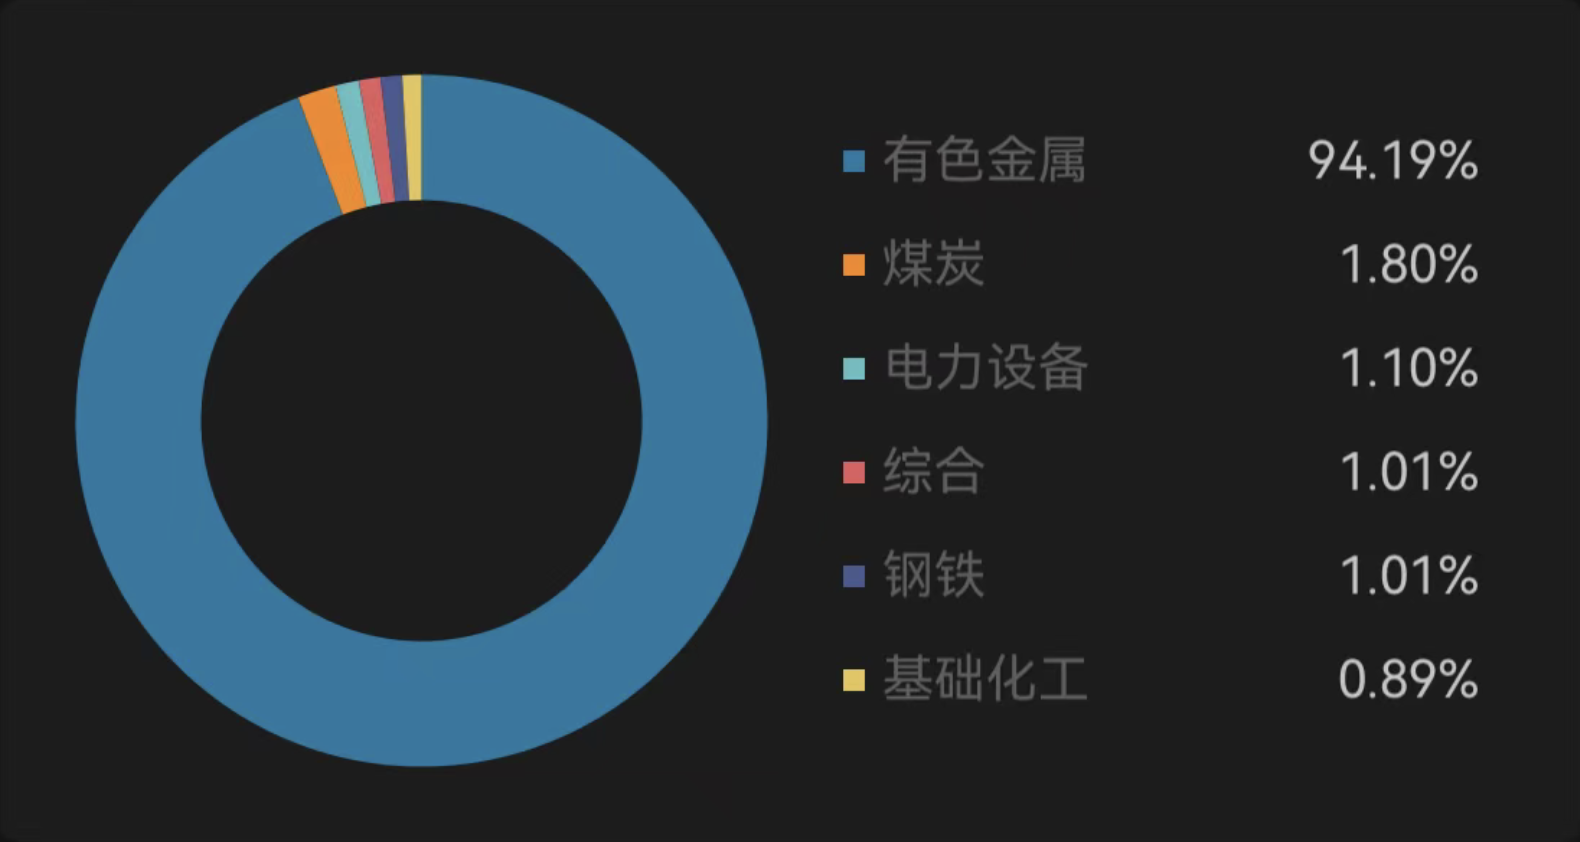 有色金属 94.19%
煤炭 1.80%
电力设备 1.10%
综合 1.01%
钢铁 1.01%
基础化工 0.89%